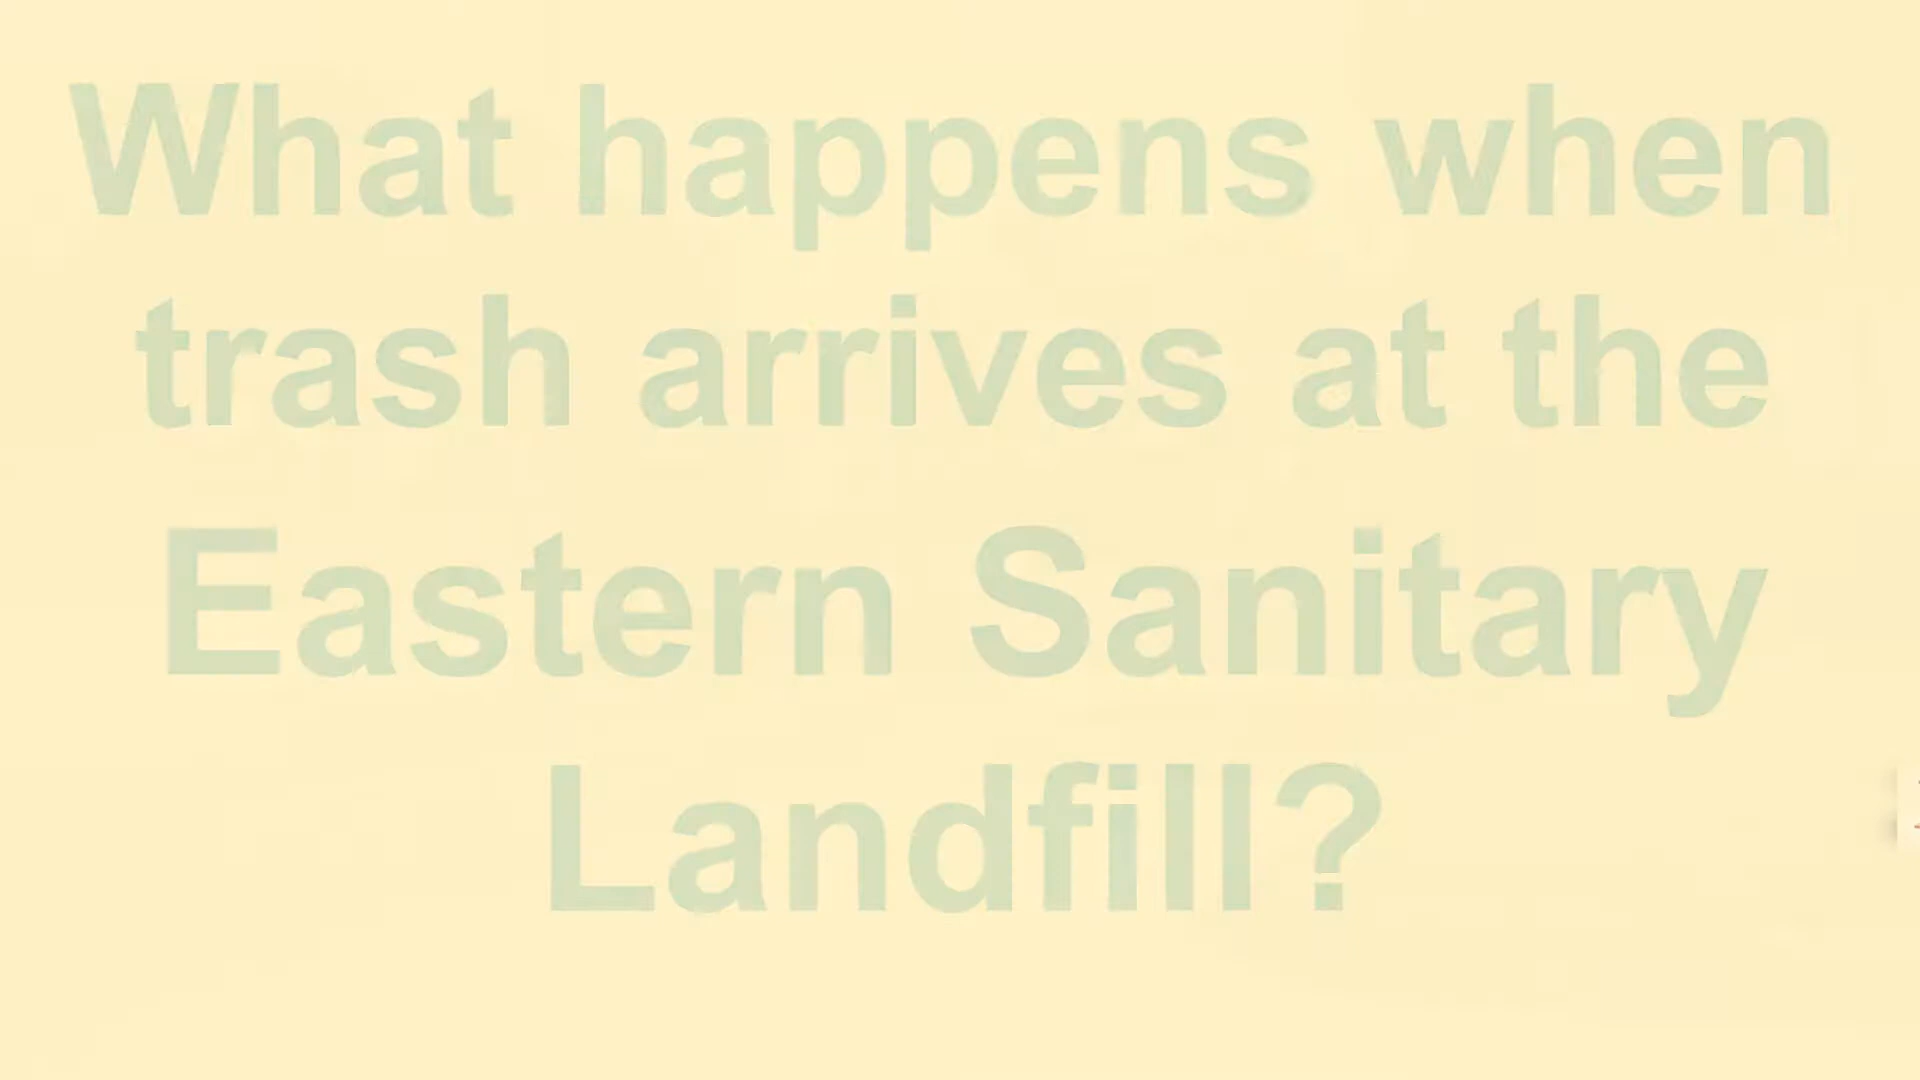 What happens when
trash arrives at the
Eastern Sanitary
Landfill?